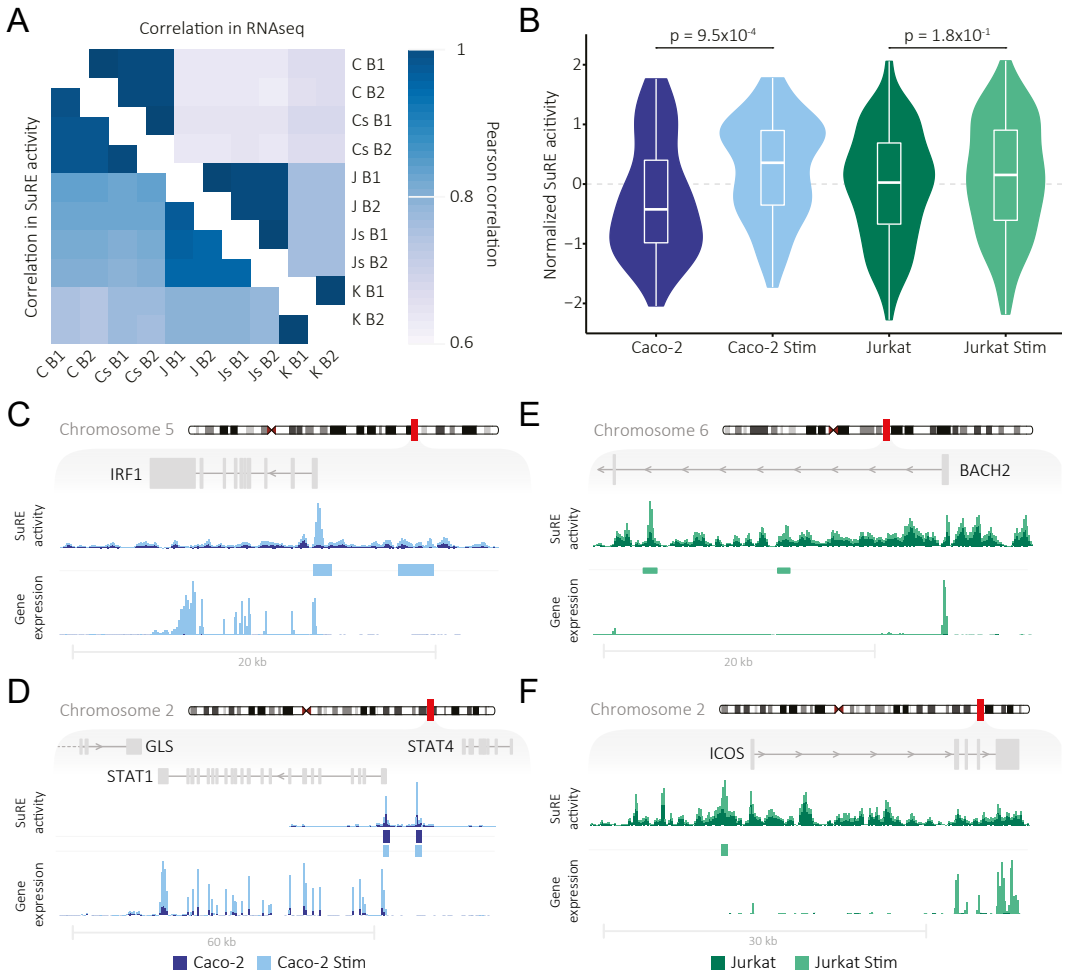 A
Correlation in RNAseq
Correlation in SuRE activity
C B1
C B2
Cs B1
Cs B2
J B1
J B2
Js B1
Js B2
K B1
K B2
C B1
C B2
Cs B1
Cs B2
J B1
J B2
Js B1
Js B2
K B1
K B2
1
0.8
0.6
Pearson correlation
B
p = 9.5x10⁻⁴
p = 1.8x10⁻¹
Normalized SuRE acitivity
2
1
0
−1
−2
Caco-2
Caco-2 Stim
Jurkat
Jurkat Stim
C
Chromosome 5
IRF1
SuRE
activity
Gene
expression
20 kb
D
Chromosome 2
GLS
STAT4
STAT1
SuRE
activity
Gene
expression
60 kb
Caco-2
Caco-2 Stim
E
Chromosome 6
BACH2
SuRE
activity
Gene
expression
20 kb
F
Chromosome 2
ICOS
SuRE
activity
Gene
expression
30 kb
Jurkat
Jurkat Stim